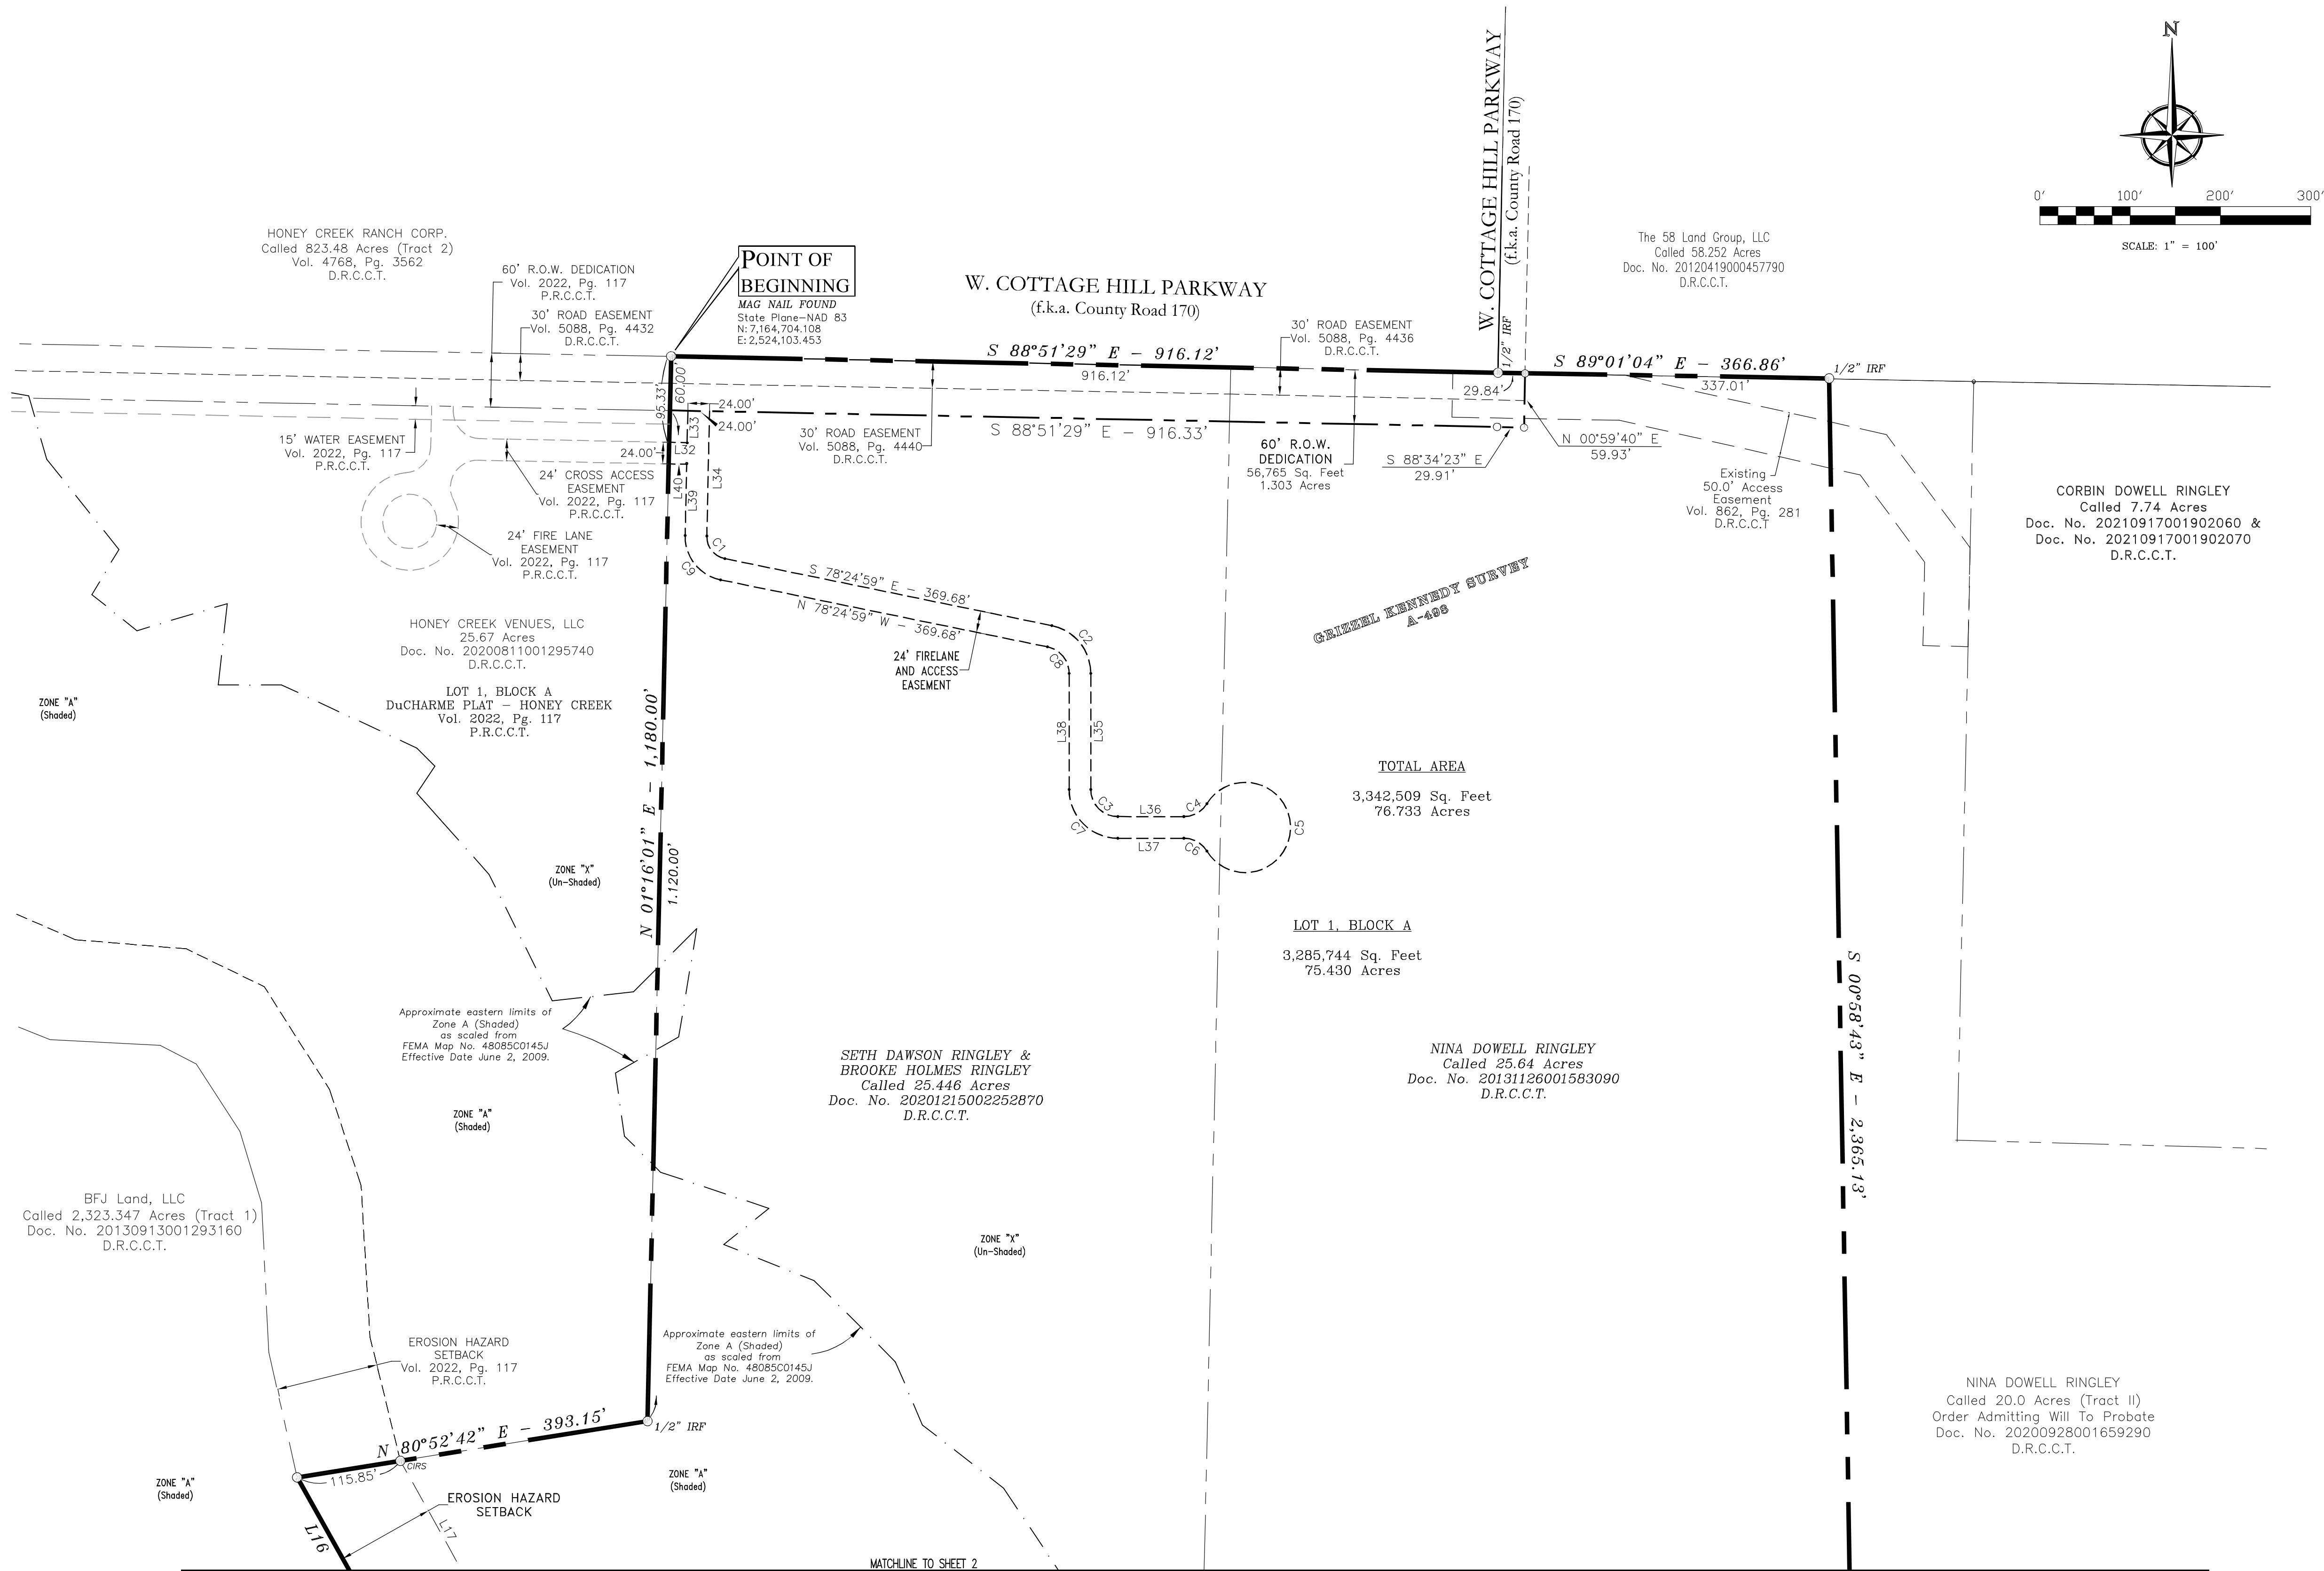 N
0' 100' 200' 300'
SCALE: 1" = 100'
HONEY CREEK RANCH CORP.
Called 823.48 Acres (Tract 2)
Vol. 4768, Pg. 3562
D.R.C.C.T.
60' R.O.W. DEDICATION
Vol. 2022, Pg. 117
P.R.C.C.T.
30' ROAD EASEMENT
Vol. 5088, Pg. 4432
D.R.C.C.T.
POINT OF
BEGINNING
MAG NAIL FOUND
State Plane-NAD 83
N: 7,164,704.108
E: 2,524,103.453
W. COTTAGE HILL PARKWAY
(f.k.a. County Road 170)
30' ROAD EASEMENT
Vol. 5088, Pg. 4436
D.R.C.C.T.
W. COTTAGE HILL PARKWAY
(f.k.a. County Road 170)
1/2" IRF
The 58 Land Group, LLC
Called 58.252 Acres
Doc. No. 20120419000457790
D.R.C.C.T.
S 88°51'29" E - 916.12'
916.12'
S 89°01'04" E - 366.86'
337.01'
1/2" IRF
29.84'
95.33'
60.00'
24.00'
24.00'
24.00'
L32
L33
L34
L39
L40
15' WATER EASEMENT
Vol. 2022, Pg. 117
P.R.C.C.T.
24' CROSS ACCESS
EASEMENT
Vol. 2022, Pg. 117
P.R.C.C.T.
24' FIRE LANE
EASEMENT
Vol. 2022, Pg. 117
P.R.C.C.T.
30' ROAD EASEMENT
Vol. 5088, Pg. 4440
D.R.C.C.T.
S 88°51'29" E - 916.33'
60' R.O.W.
DEDICATION
56,765 Sq. Feet
1.303 Acres
S 88°34'23" E
29.91'
N 00°59'40" E
59.93'
Existing
50.0' Access
Easement
Vol. 862, Pg. 281
D.R.C.C.T
CORBIN DOWELL RINGLEY
Called 7.74 Acres
Doc. No. 20210917001902060 &
Doc. No. 20210917001902070
D.R.C.C.T.
C1
C9
S 78°24'59" E - 369.68'
N 78°24'59" W - 369.68'
24' FIRELANE
AND ACCESS
EASEMENT
C2
C8
L38
L35
C3
C7
L36
L37
C4
C6
C5
GRIZZEL KENNEDY SURVEY
A-498
HONEY CREEK VENUES, LLC
25.67 Acres
Doc. No. 20200811001295740
D.R.C.C.T.
LOT 1, BLOCK A
DuCHARME PLAT - HONEY CREEK
Vol. 2022, Pg. 117
P.R.C.C.T.
ZONE "A"
(Shaded)
N 01°16'01" E - 1,180.00'
1.120.00'
TOTAL AREA
3,342,509 Sq. Feet
76.733 Acres
ZONE "X"
(Un-Shaded)
LOT 1, BLOCK A
3,285,744 Sq. Feet
75.430 Acres
S 00°58'43" E - 2,365.13'
Approximate eastern limits of
Zone A (Shaded)
as scaled from
FEMA Map No. 48085C0145J
Effective Date June 2, 2009.
SETH DAWSON RINGLEY &
BROOKE HOLMES RINGLEY
Called 25.446 Acres
Doc. No. 20201215002252870
D.R.C.C.T.
NINA DOWELL RINGLEY
Called 25.64 Acres
Doc. No. 20131126001583090
D.R.C.C.T.
ZONE "A"
(Shaded)
BFJ Land, LLC
Called 2,323.347 Acres (Tract 1)
Doc. No. 20130913001293160
D.R.C.C.T.
ZONE "X"
(Un-Shaded)
EROSION HAZARD
SETBACK
Vol. 2022, Pg. 117
P.R.C.C.T.
Approximate eastern limits of
Zone A (Shaded)
as scaled from
FEMA Map No. 48085C0145J
Effective Date June 2, 2009.
NINA DOWELL RINGLEY
Called 20.0 Acres (Tract II)
Order Admitting Will To Probate
Doc. No. 20200928001659290
D.R.C.C.T.
N 80°52'42" E - 393.15'
1/2" IRF
115.85'
CIRS
ZONE "A"
(Shaded)
ZONE "A"
(Shaded)
EROSION HAZARD
SETBACK
L16
L17
MATCHLINE TO SHEET 2